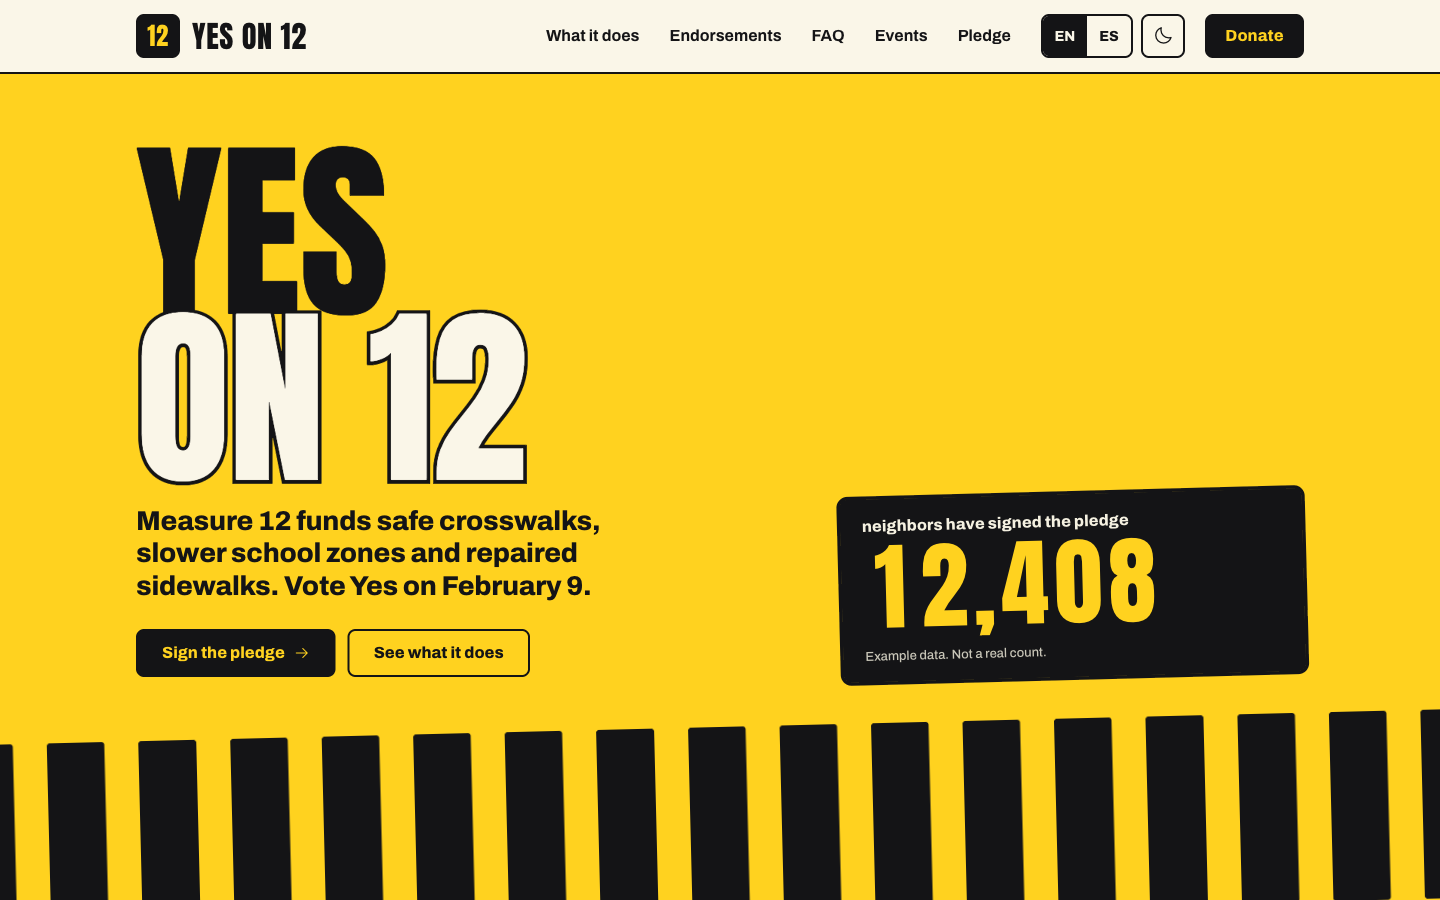 12 YES ON 12
What it does Endorsements FAQ Events Pledge EN ES Donate
YES
ON 12
Measure 12 funds safe crosswalks,
slower school zones and repaired
sidewalks. Vote Yes on February 9.
Sign the pledge See what it does
neighbors have signed the pledge
12,408
Example data. Not a real count.